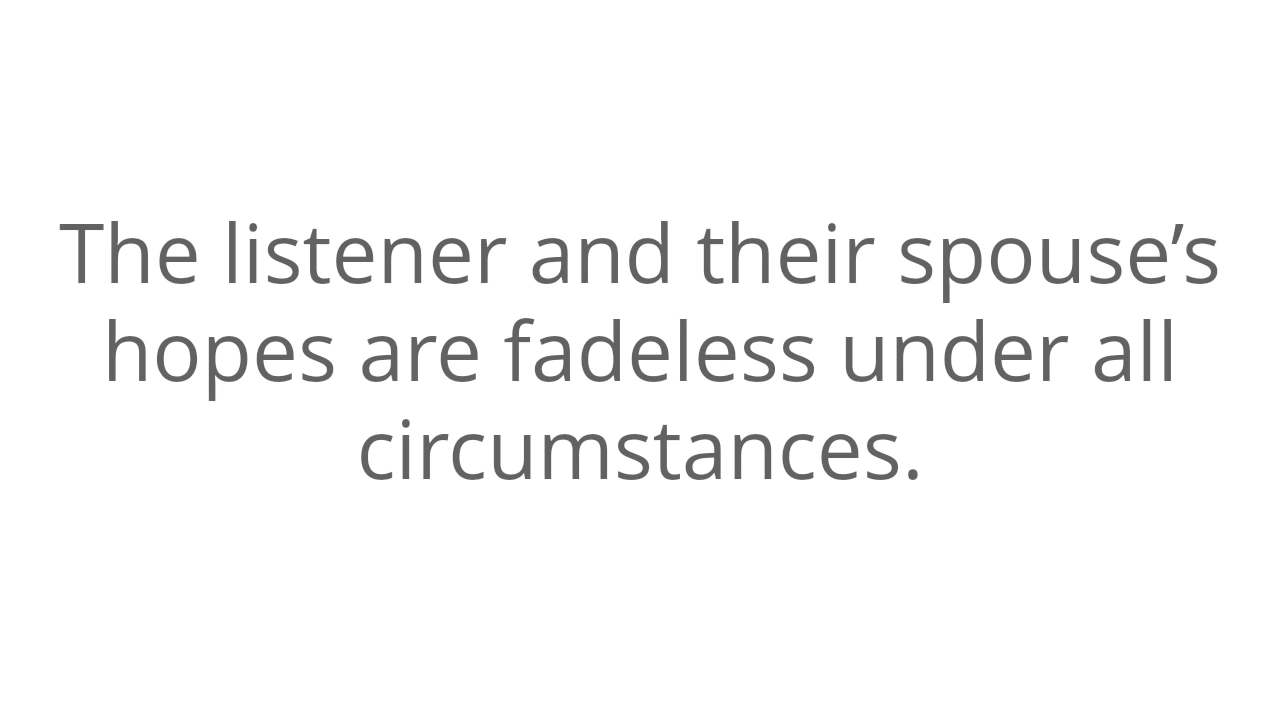 The listener and their spouse’s
hopes are fadeless under all
circumstances.